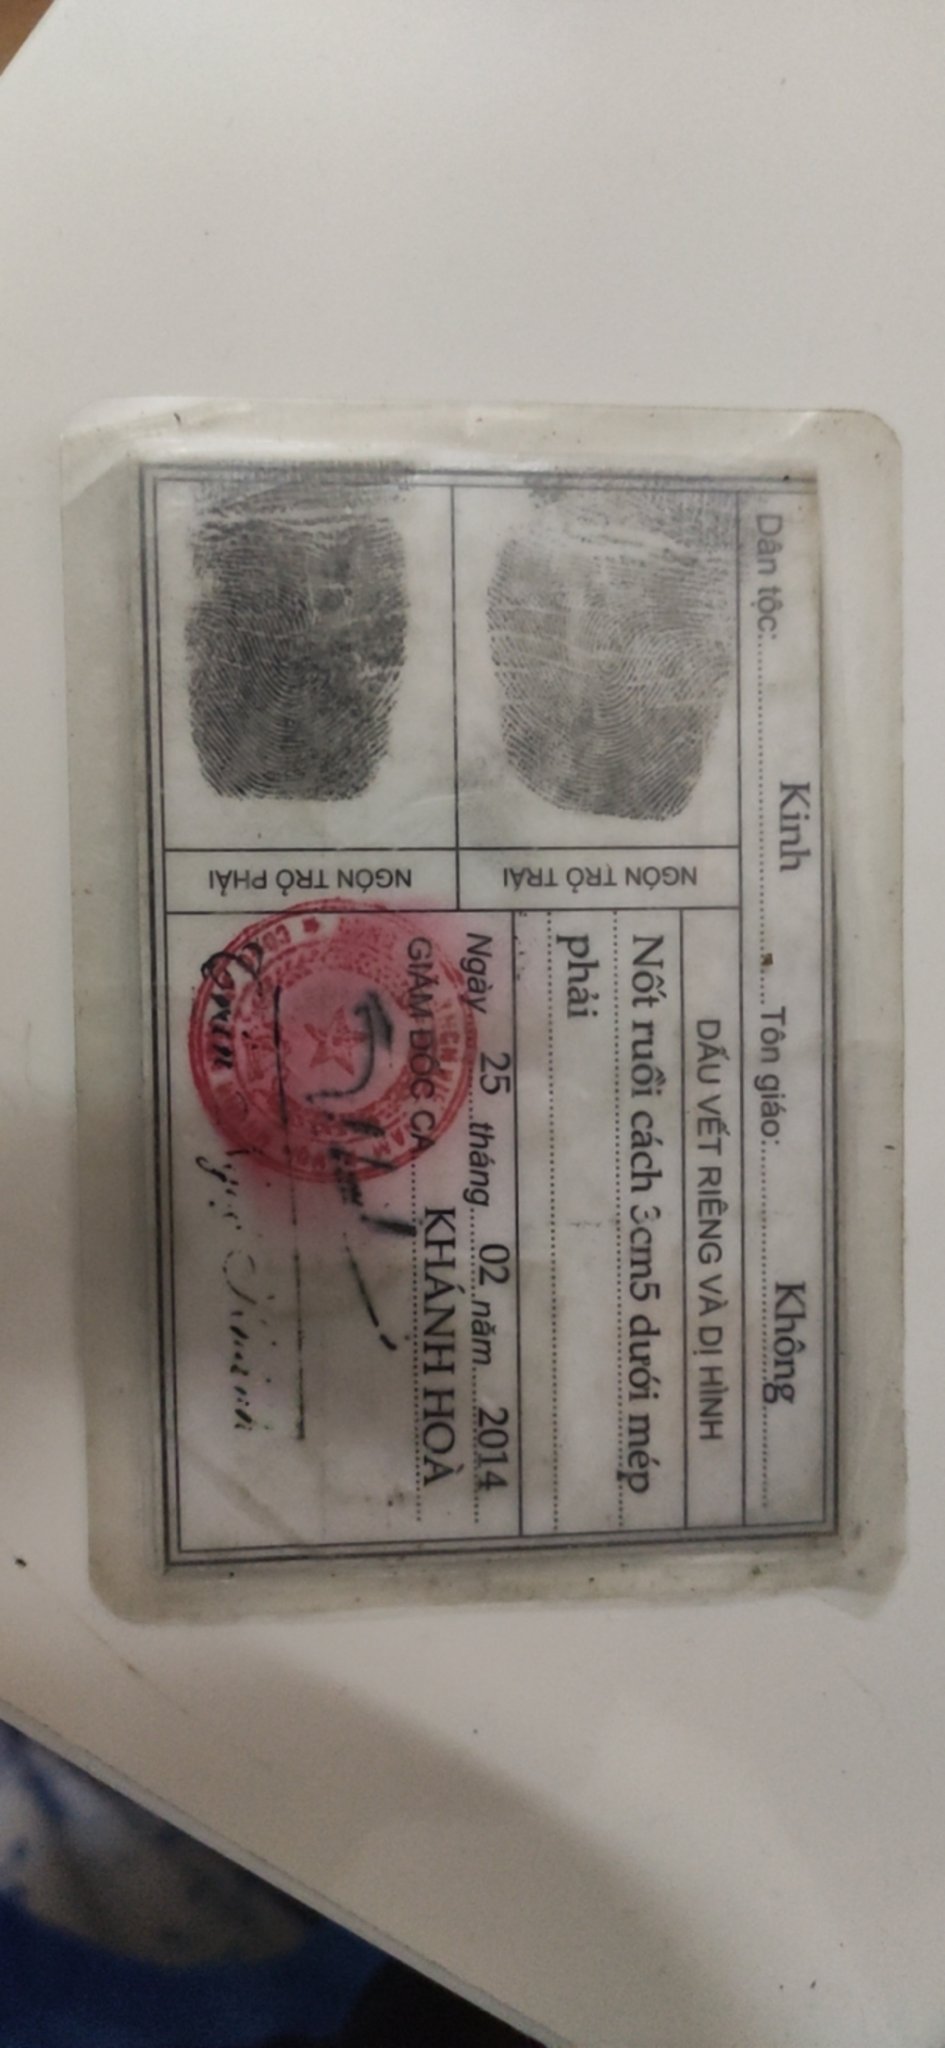 Dân tộc: Kinh Tôn giáo: Không
NGÓN TRỎ TRÁI
DẤU VẾT RIÊNG VÀ DỊ HÌNH
Nốt ruồi cách 3cm5 dưới mép
phải
NGÓN TRỎ PHẢI
Ngày 25 tháng 02 năm 2014
GIÁM ĐỐC CA KHÁNH HOÀ